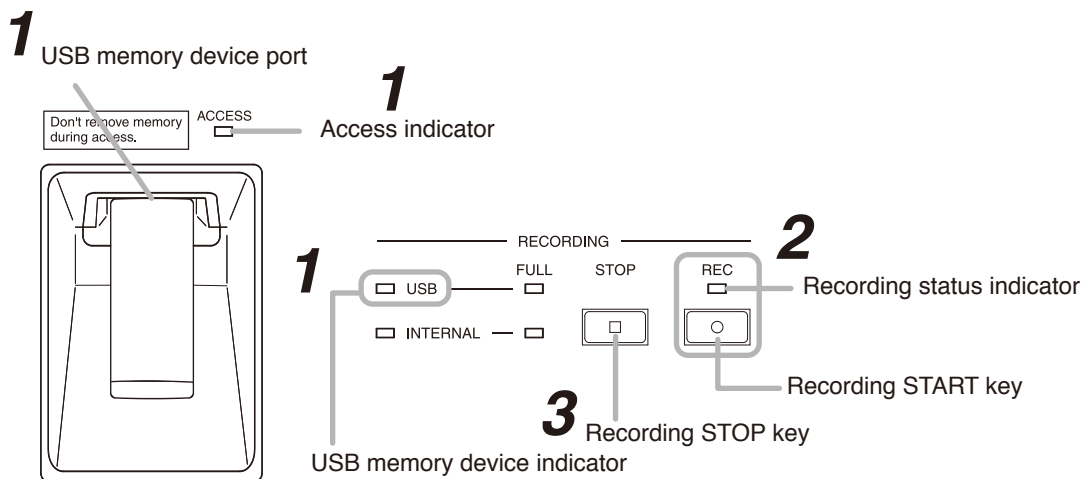 1
USB memory device port
1
Don't remove memory
during access.
ACCESS
Access indicator
RECORDING
1
USB
FULL
STOP
REC
2
Recording status indicator
INTERNAL
Recording START key
3
Recording STOP key
USB memory device indicator